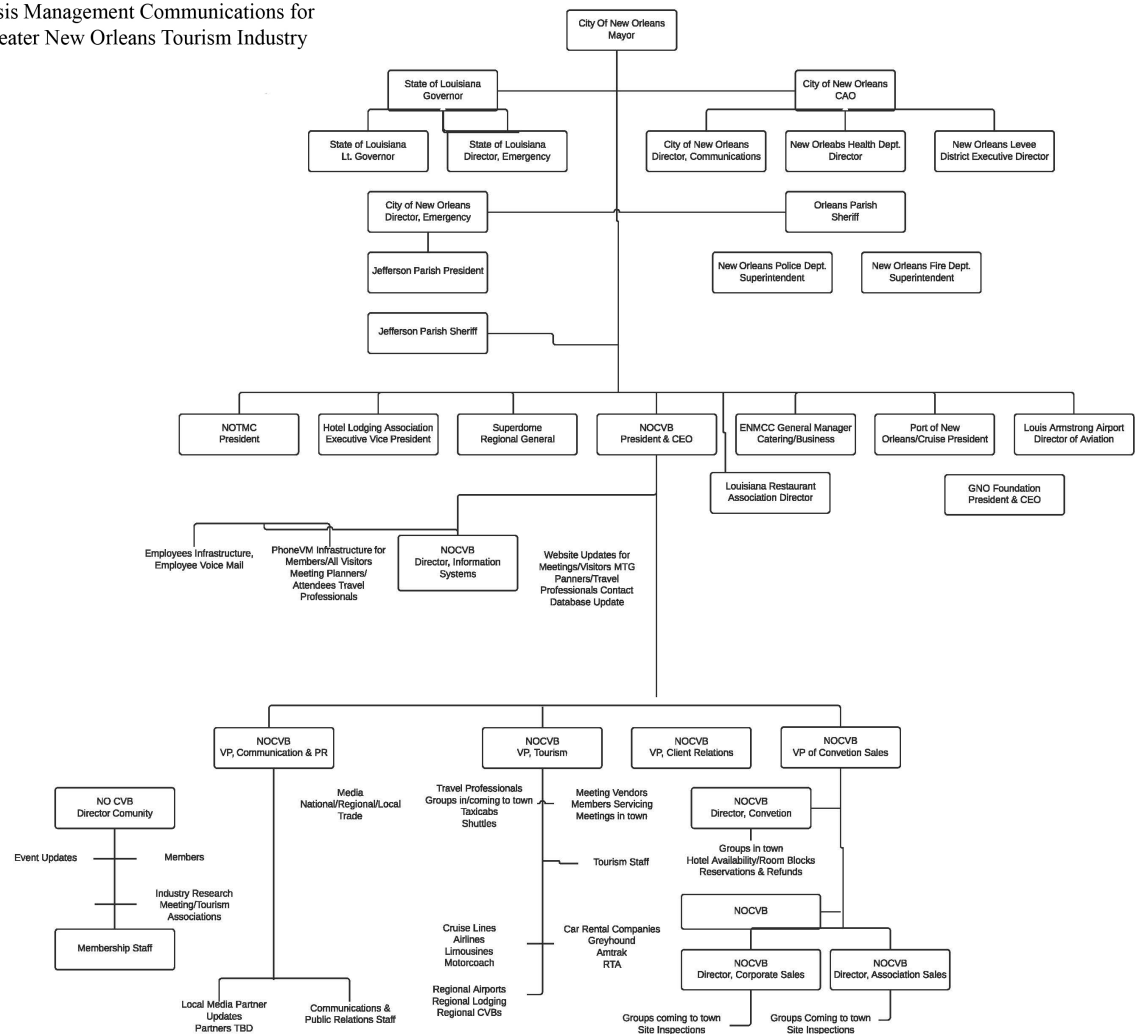 sis Management Communications for
eater New Orleans Tourism Industry
City Of New Orleans
Mayor
State of Louisiana
Governor
City of New Orleans
CAO
State of Louisiana
Lt. Governor
State of Louisiana
Director, Emergency
City of New Orleans
Director, Communications
New Orleabs Health Dept.
Director
New Orleans Levee
District Executive Director
City of New Orleans
Director, Emergency
Orleans Parish
Sheriff
Jefferson Parish President
New Orleans Police Dept.
Superintendent
New Orleans Fire Dept.
Superintendent
Jefferson Parish Sheriff
NOTMC
President
Hotel Lodging Association
Executive Vice President
Superdome
Regional General
NOCVB
President & CEO
ENMCC General Manager
Catering/Business
Port of New
Orleans/Cruise President
Louis Armstrong Airport
Director of Aviation
Louisiana Restaurant
Association Director
GNO Foundation
President & CEO
Employees Infrastructure,
Employee Voice Mail
PhoneVM Infrastructure for
Members/All Visitors
Meeting Planners/
Attendees Travel
Professionals
NOCVB
Director, Information
Systems
Website Updates for
Meetings/Visitors MTG
Panners/Travel
Professionals Contact
Database Update
NOCVB
VP, Communication & PR
NOCVB
VP, Tourism
NOCVB
VP, Client Relations
NOCVB
VP of Convetion Sales
NO CVB
Director Comunity
Media
National/Regional/Local
Trade
Travel Professionals
Groups in/coming to town
Taxicabs
Shuttles
Meeting Vendors
Members Servicing
Meetings in town
NOCVB
Director, Convetion
Event Updates
Members
Groups in town
Hotel Availability/Room Blocks
Reservations & Refunds
Tourism Staff
Industry Research
Meeting/Tourism
Associations
NOCVB
Membership Staff
Cruise Lines
Airlines
Limousines
Motorcoach
Car Rental Companies
Greyhound
Amtrak
RTA
NOCVB
Director, Corporate Sales
NOCVB
Director, Association Sales
Local Media Partner
Updates
Partners TBD
Communications &
Public Relations Staff
Regional Airports
Regional Lodging
Regional CVBs
Groups coming to town
Site Inspections
Groups Coming to town
Site Inspections